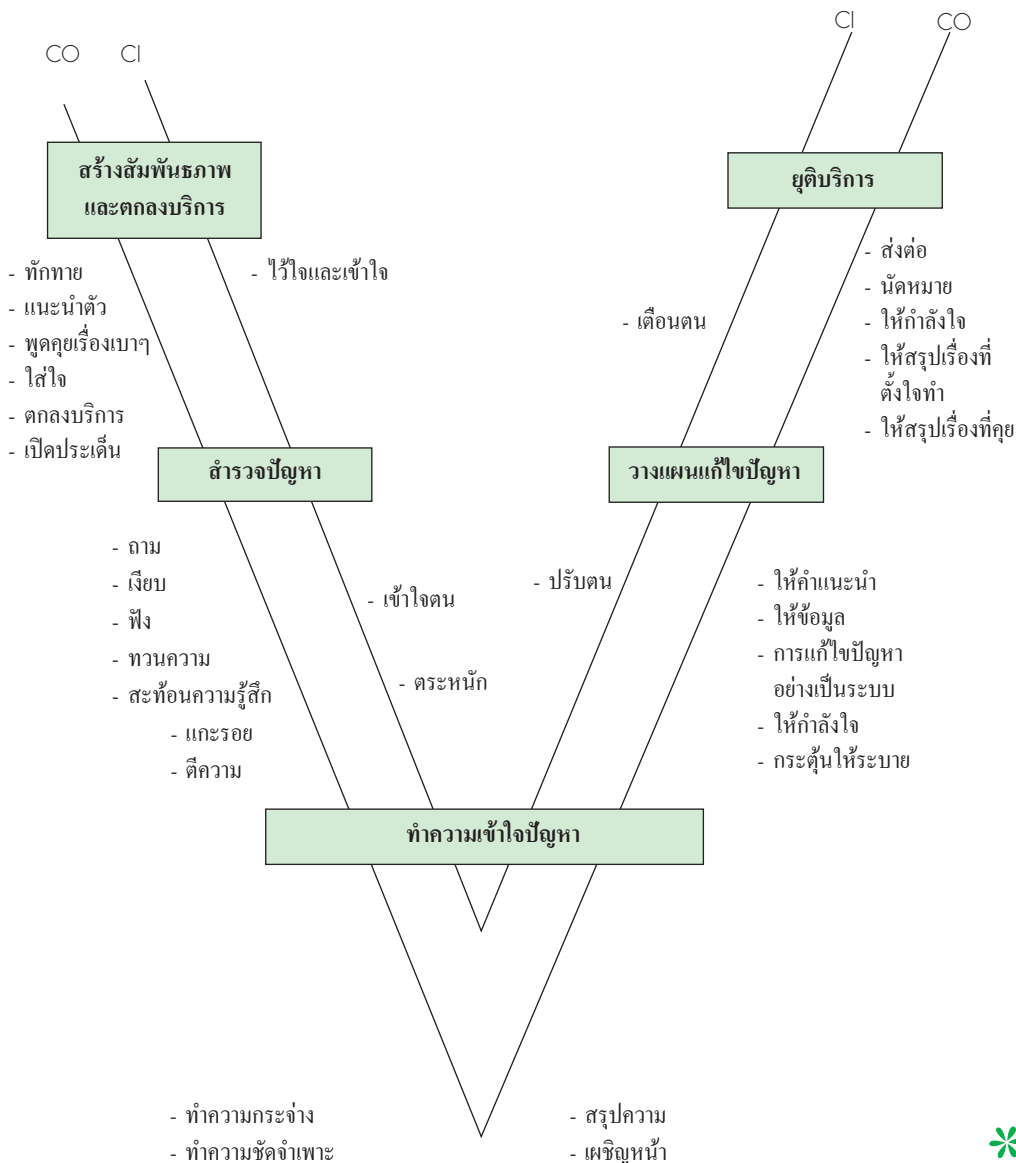 CO CI
CI CO
สร้างสัมพันธภาพ
และตกลงบริการ
ยุติบริการ
- ทักทาย
- แนะนำตัว
- พูดคุยเรื่องเบาๆ
- ใส่ใจ
- ตกลงบริการ
- เปิดประเด็น
- ไว้ใจและเข้าใจ
- เตือนตน
- ส่งต่อ
- นัดหมาย
- ให้กำลังใจ
- ให้สรุปเรื่องที่
ตั้งใจทำ
- ให้สรุปเรื่องที่คุย
สำรวจปัญหา
วางแผนแก้ไขปัญหา
- ถาม
- เงียบ
- ฟัง
- ทวนความ
- สะท้อนความรู้สึก
- แกะรอย
- ตีความ
- เข้าใจตน
- ตระหนัก
- ปรับตน
- ให้คำแนะนำ
- ให้ข้อมูล
- การแก้ไขปัญหา
อย่างเป็นระบบ
- ให้กำลังใจ
- กระตุ้นให้ระบาย
ทำความเข้าใจปัญหา
- ทำความกระจ่าง
- ทำความชัดจำเพาะ
- สรุปความ
- เผชิญหน้า